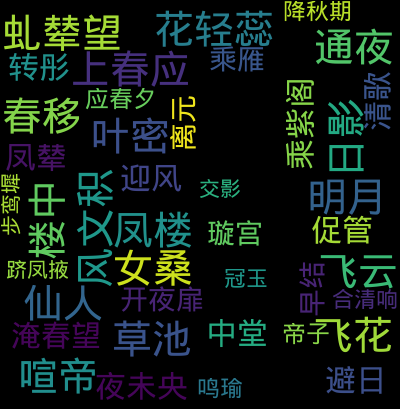 虬辇望
花轻蕊
降秋期
转彤
上春应
乘雁
通夜
春移
应春夕
叶密
离元
乘紫阁
日影
清歌
凤辇
迎风
步鸾墀
楼中
风文积
交影
明月
凤楼
璇宫
促管
跻凤掖
女桑
冠玉
早结
飞云
仙人
开夜扉
合清响
淹春望
草池
中堂
帝子
飞花
喧帝
夜未央
鸣瑜
避日